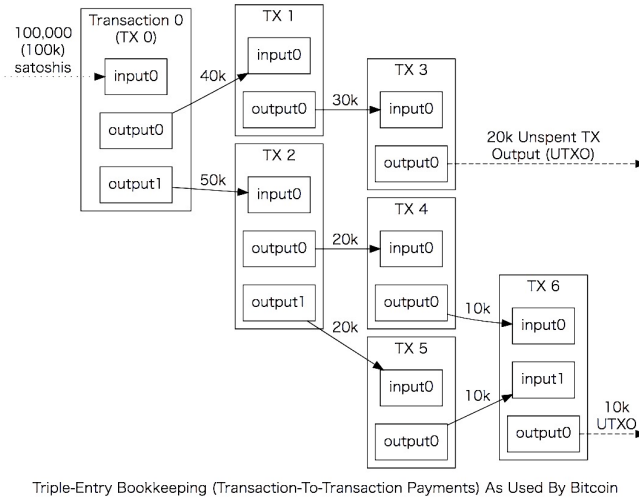 100,000
(100k)
satoshis
Transaction 0
(TX 0)
input0
output0
output1
40k
50k
TX 1
input0
output0
30k
TX 2
input0
output0
output1
20k
20k
TX 3
input0
output0
20k Unspent TX
Output (UTXO)
TX 4
input0
output0
10k
TX 5
input0
output0
10k
TX 6
input0
input1
output0
10k
UTXO
Triple-Entry Bookkeeping (Transaction-To-Transaction Payments) As Used By Bitcoin